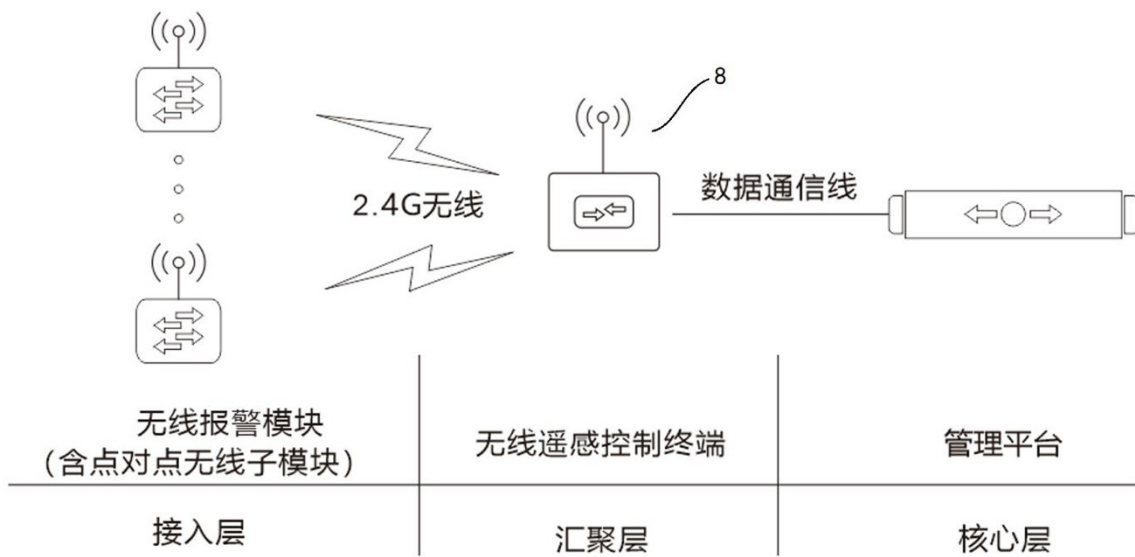 8
2.4G无线
数据通信线
无线报警模块
（含点对点无线子模块）
无线遥感控制终端
管理平台
接入层
汇聚层
核心层